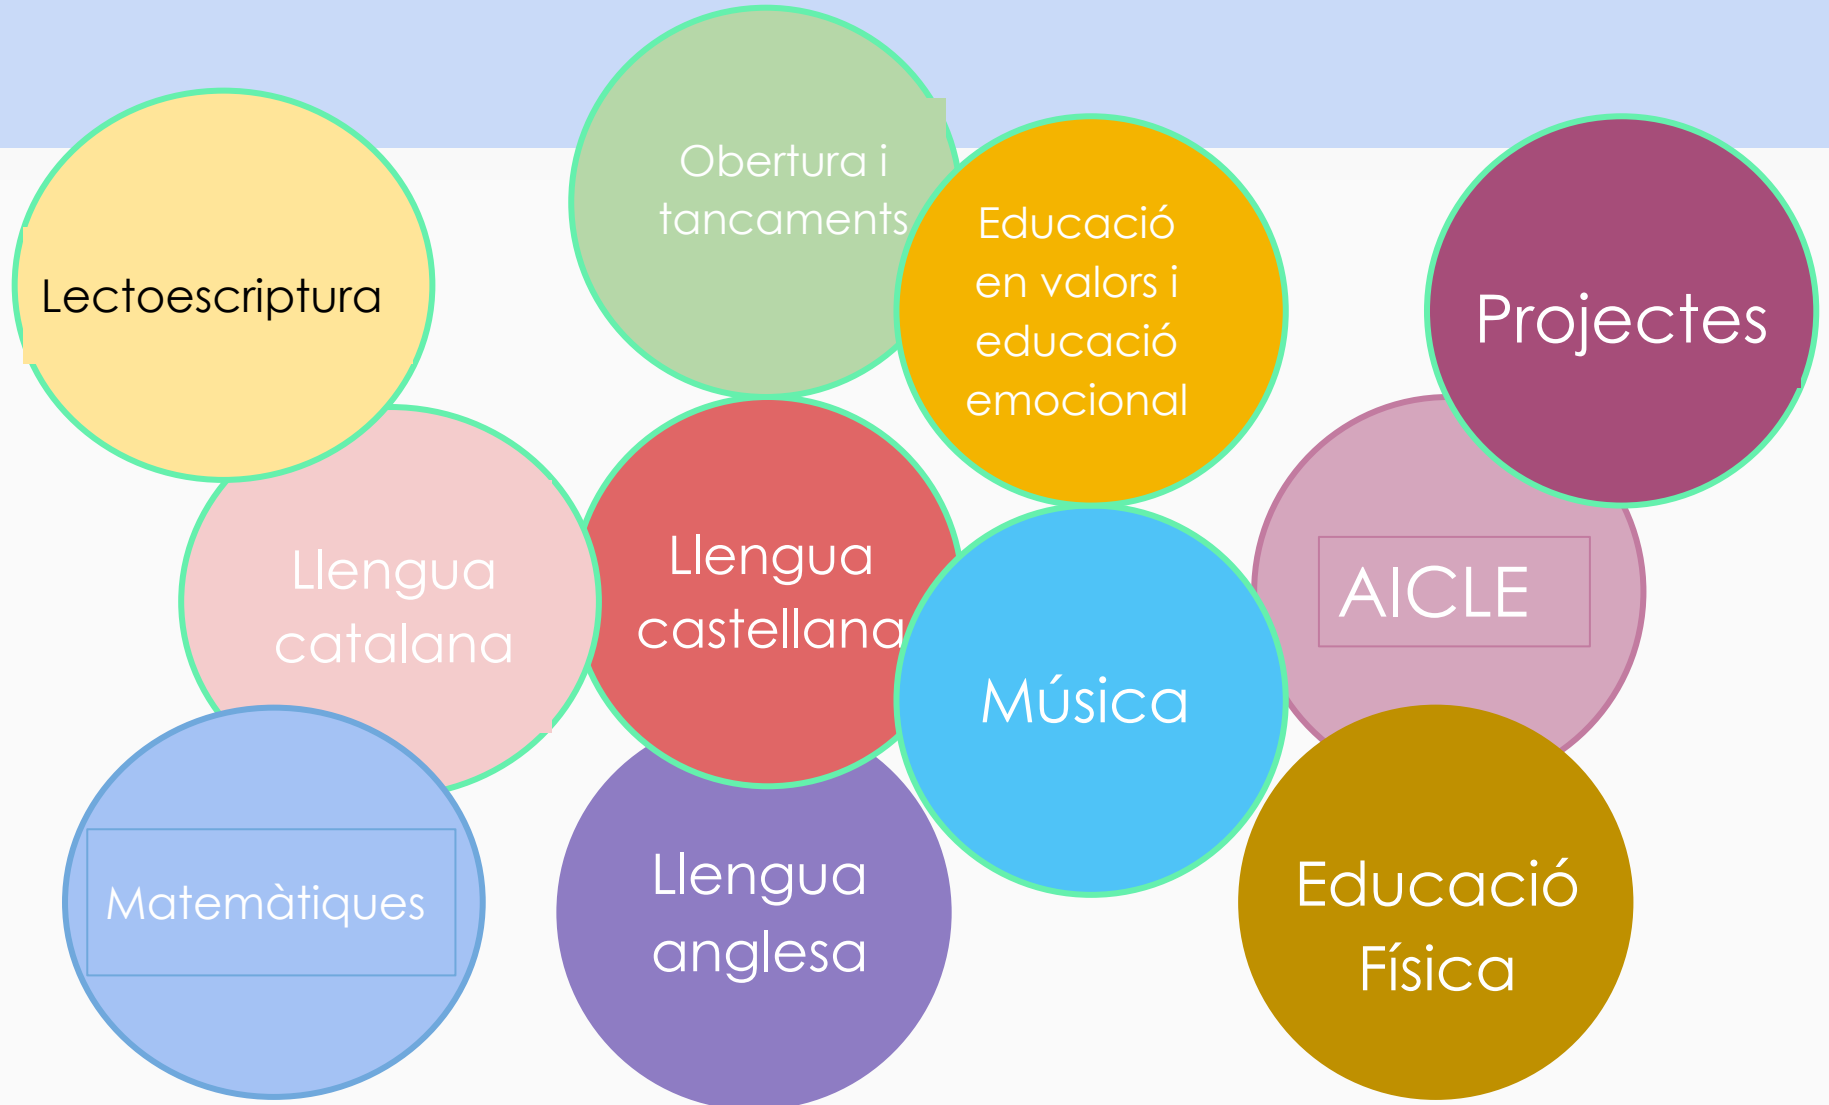 Lectoescriptura
Obertura i
tancaments
Educació
en valors i
educació
emocional
Projectes
Llengua
catalana
Llengua
castellana
Música
AICLE
Matemàtiques
Llengua
anglesa
Educació
Física